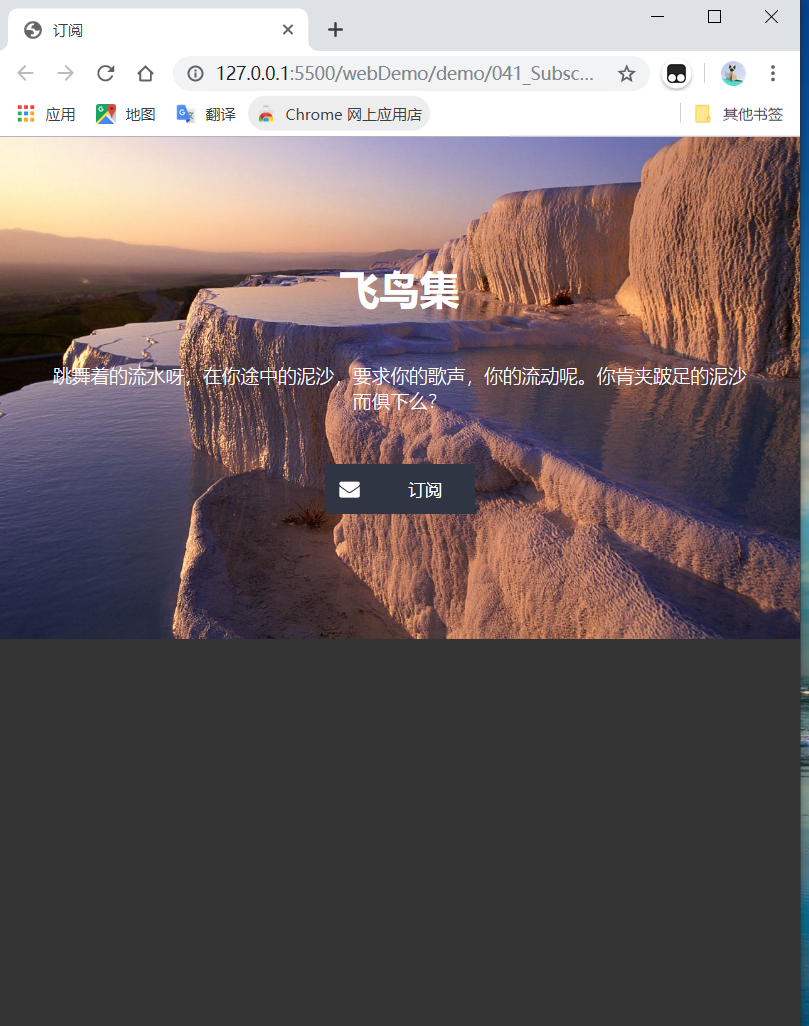 订阅
127.0.0.1:5500/webDemo/demo/041_Subsc...
应用
地图
翻译
Chrome 网上应用店
其他书签
飞鸟集
跳舞着的流水呀，在你途中的泥沙，要求你的歌声，你的流动呢。你肯夹跛足的泥沙
而俱下么？
订阅